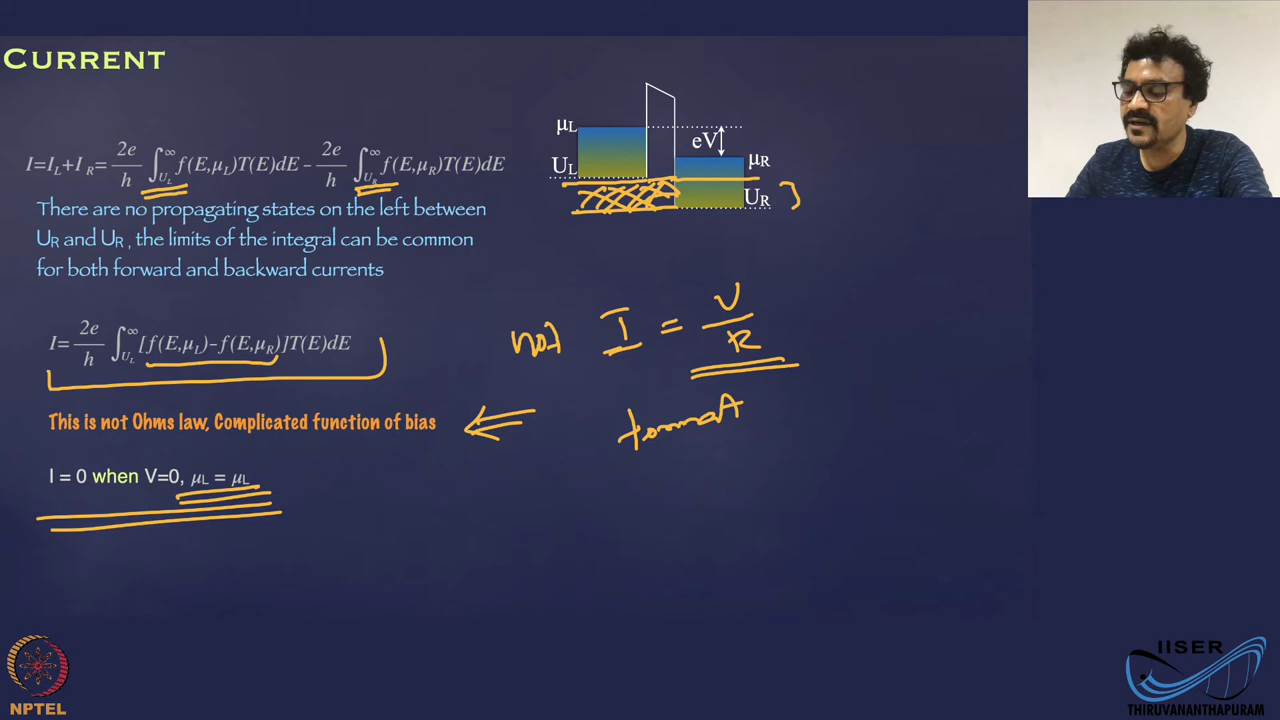 CURRENT
I=I_L+I_R= 2e/h ∫_{U_L}^∞ f(E,μ_L)T(E)dE − 2e/h ∫_{U_R}^∞ f(E,μ_R)T(E)dE
There are no propagating states on the left between
U_R and U_R , the limits of the integral can be common
for both forward and backward currents
I= 2e/h ∫_{U_L}^∞ [f(E,μ_L)−f(E,μ_R)]T(E)dE
This is not Ohms law, Complicated function of bias
I = 0 when V=0, μ_L = μ_L
μ_L
U_L
eV
μ_R
U_R
not I = V/R
format
NPTEL
IISER
THIRUVANANTHAPURAM